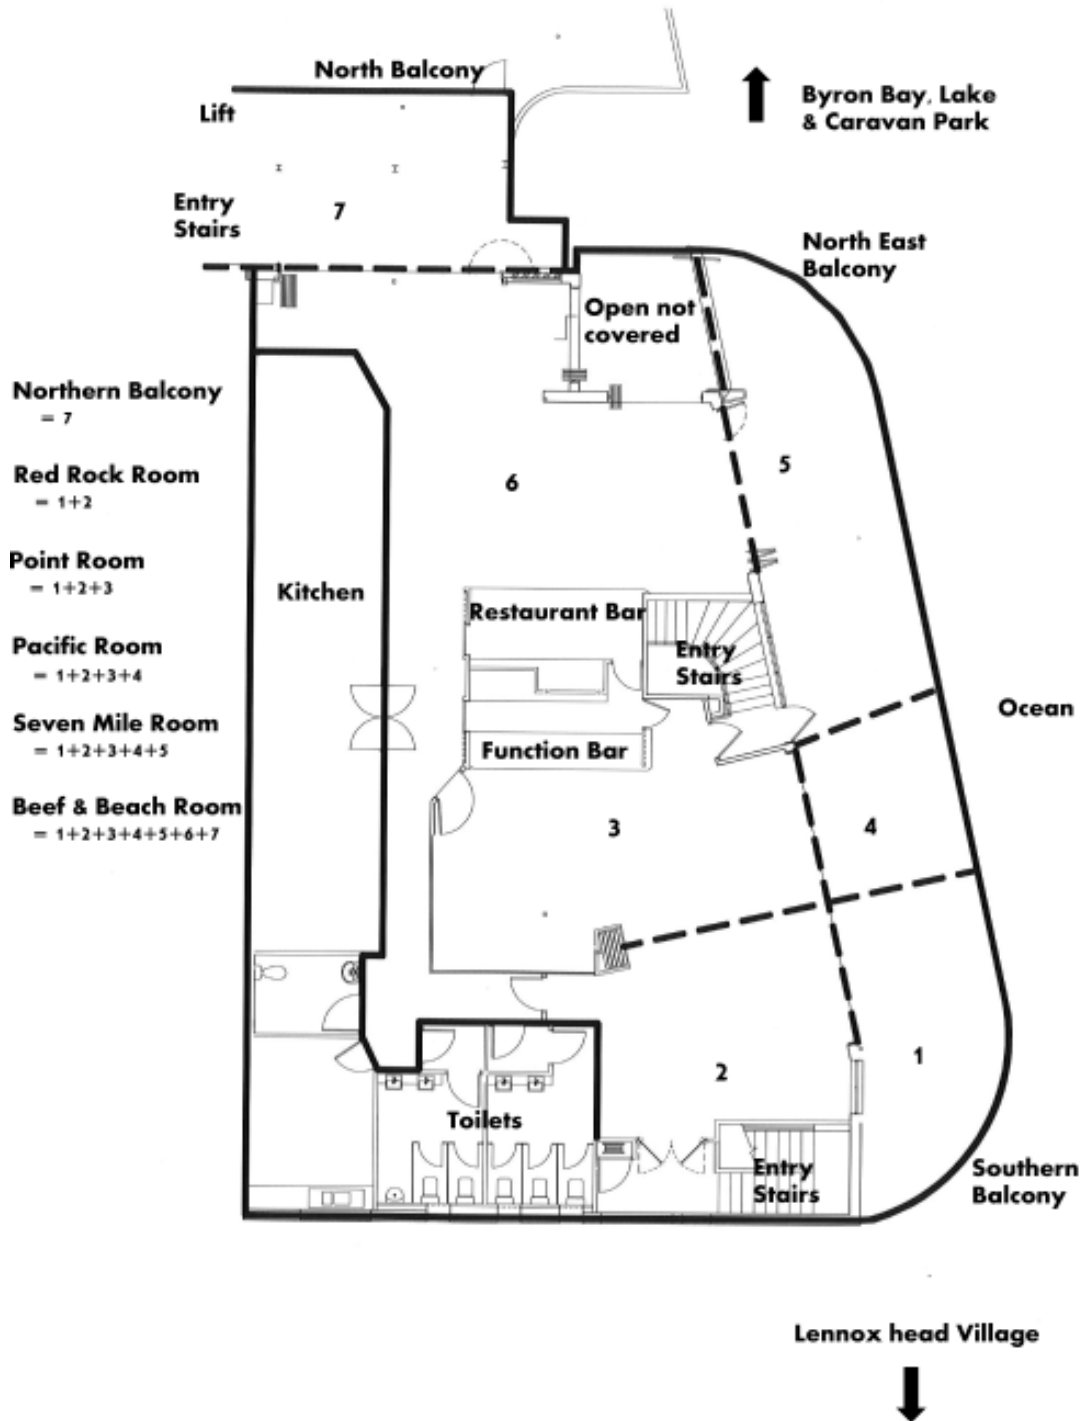 North Balcony
Lift
Byron Bay, Lake
& Caravan Park
Entry
Stairs
7
North East
Balcony
Open not
covered
Northern Balcony
= 7
Red Rock Room
= 1+2
Point Room
= 1+2+3
Pacific Room
= 1+2+3+4
Seven Mile Room
= 1+2+3+4+5
Beef & Beach Room
= 1+2+3+4+5+6+7
5
6
Kitchen
Restaurant Bar
Entry
Stairs
Ocean
Function Bar
3
4
1
2
Toilets
Entry
Stairs
Southern
Balcony
Lennox head Village